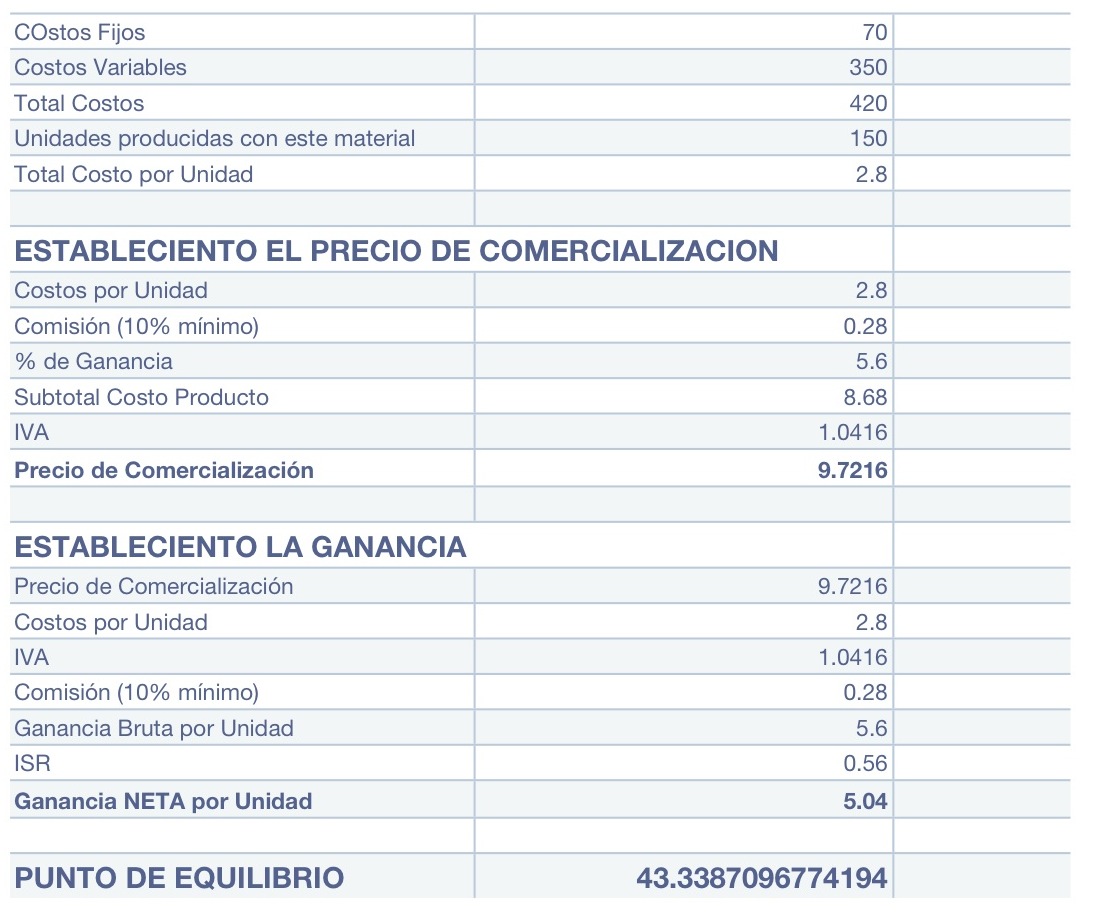 COstos Fijos 70
Costos Variables 350
Total Costos 420
Unidades producidas con este material 150
Total Costo por Unidad 2.8
ESTABLECIENTO EL PRECIO DE COMERCIALIZACION
Costos por Unidad 2.8
Comisión (10% mínimo) 0.28
% de Ganancia 5.6
Subtotal Costo Producto 8.68
IVA 1.0416
Precio de Comercialización 9.7216
ESTABLECIENTO LA GANANCIA
Precio de Comercialización 9.7216
Costos por Unidad 2.8
IVA 1.0416
Comisión (10% mínimo) 0.28
Ganancia Bruta por Unidad 5.6
ISR 0.56
Ganancia NETA por Unidad 5.04
PUNTO DE EQUILIBRIO 43.3387096774194